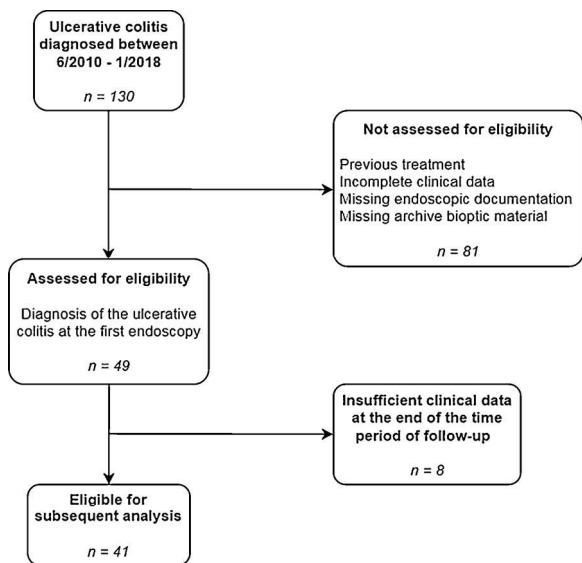 Ulcerative colitis
diagnosed between
6/2010 - 1/2018
n = 130
Not assessed for eligibility
Previous treatment
Incomplete clinical data
Missing endoscopic documentation
Missing archive bioptic material
n = 81
Assessed for eligibility
Diagnosis of the ulcerative
colitis at the first endoscopy
n = 49
Insufficient clinical data
at the end of the time
period of follow-up
n = 8
Eligible for
subsequent analysis
n = 41